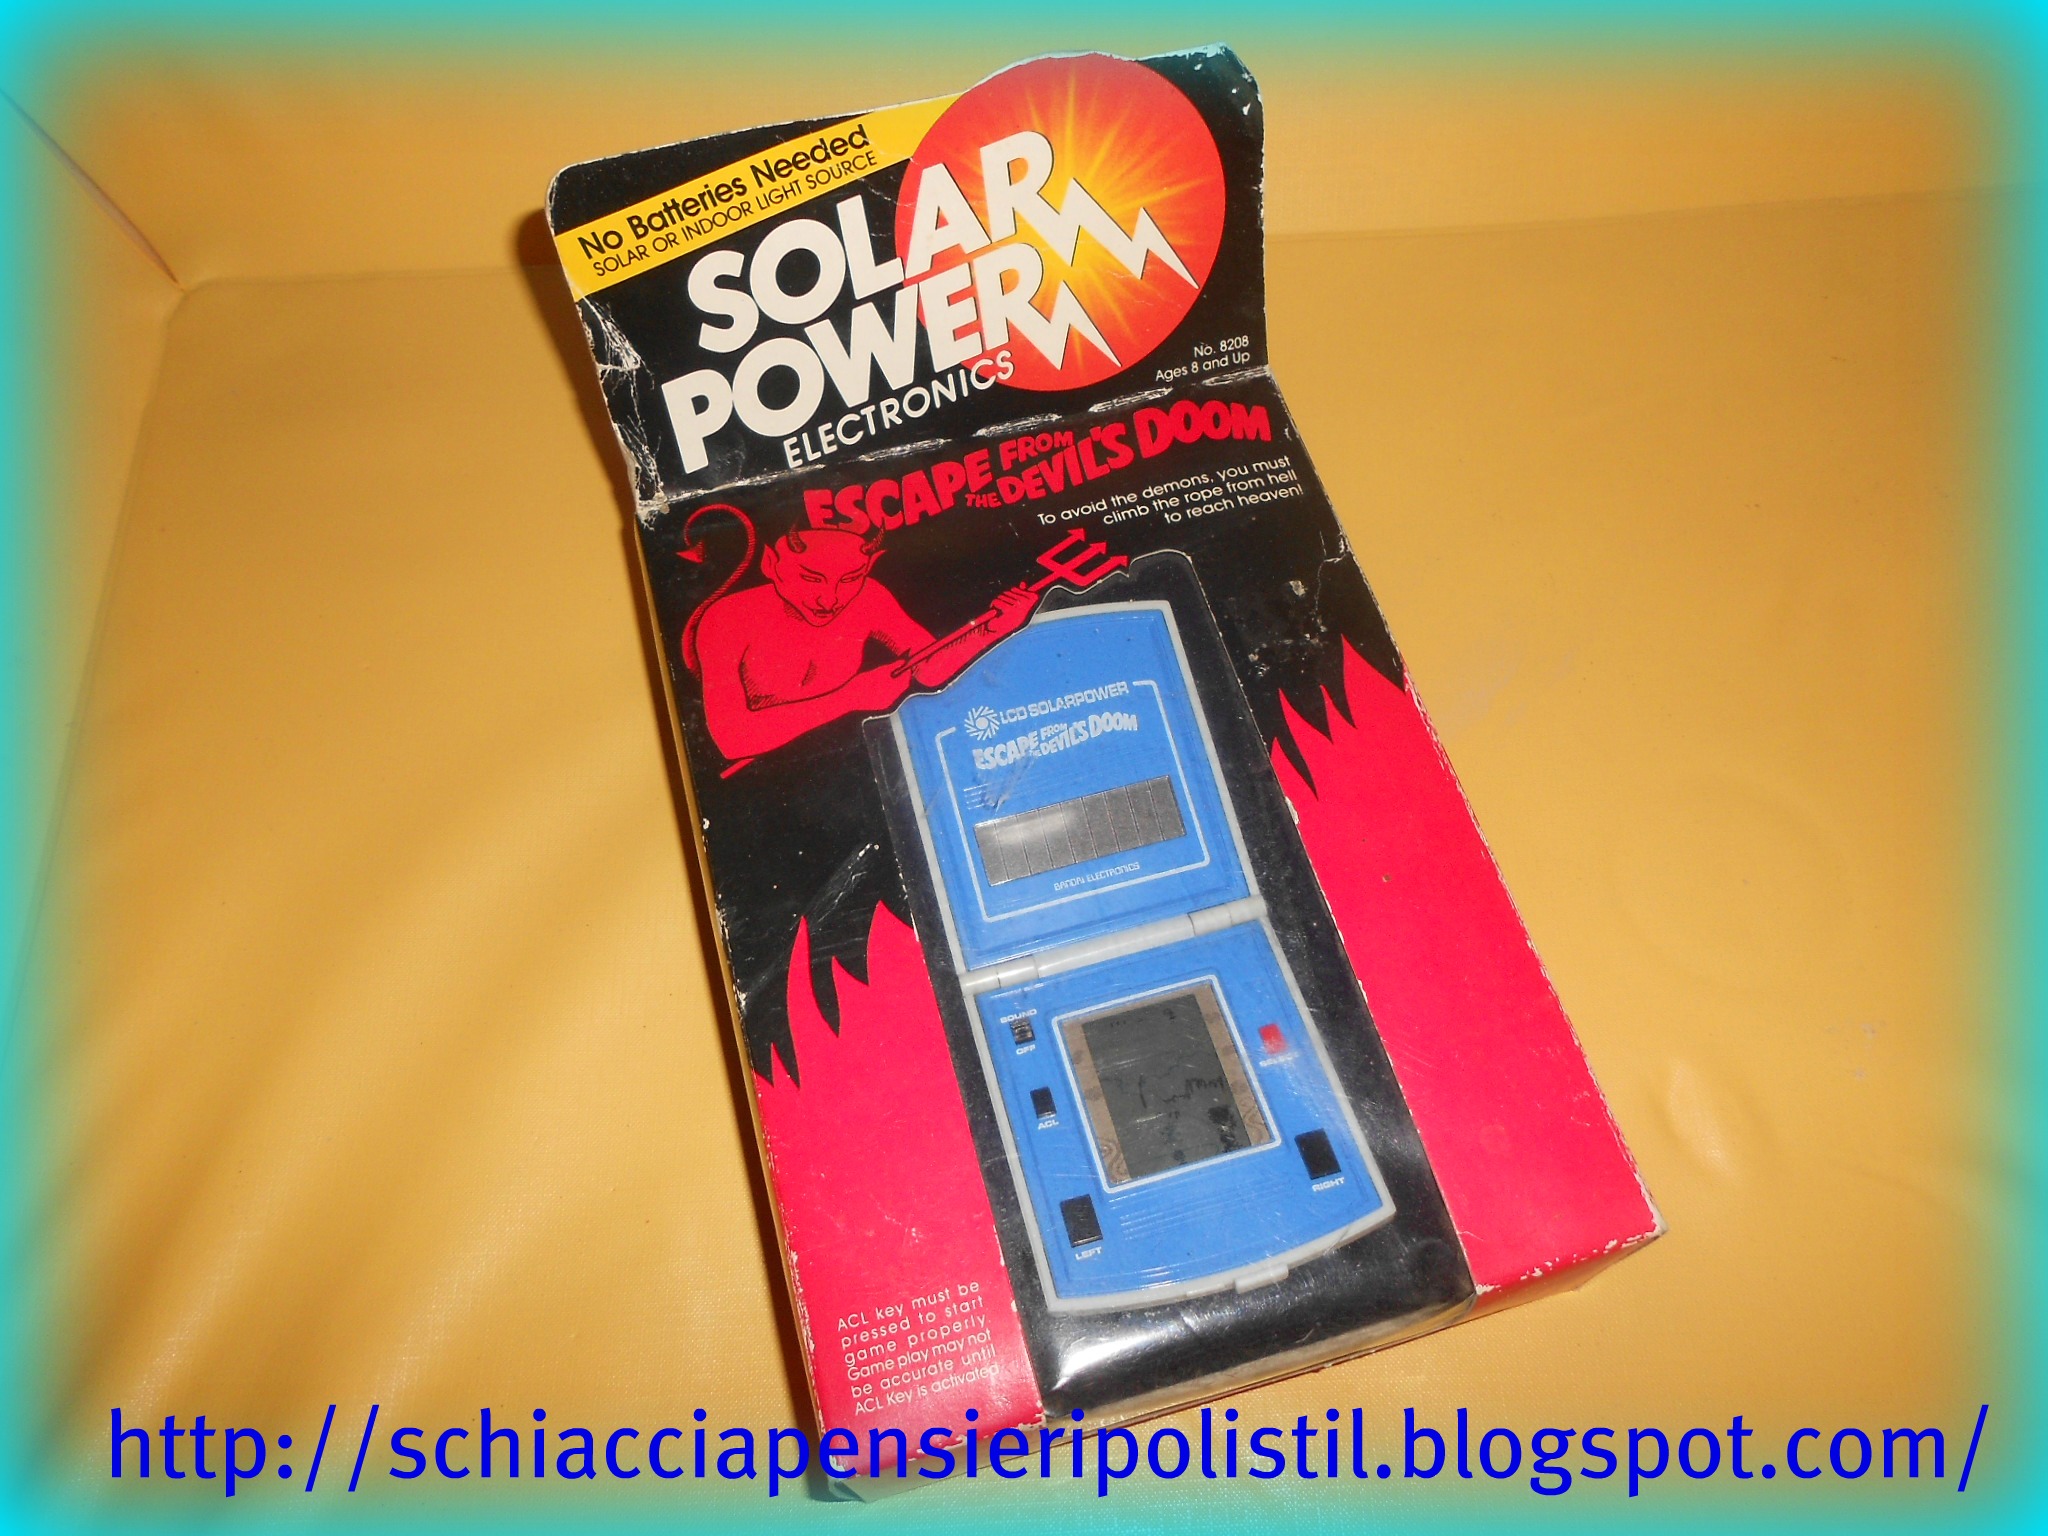 No Batteries Needed
SOLAR OR INDOOR LIGHT SOURCE
SOLAR
POWER
ELECTRONICS
No. 8208
Ages 8 and Up
ESCAPE FROM
THE DEVIL'S DOOM
To avoid the demons, you must
climb the rope from hell
to reach heaven!
LCD SOLARPOWER
ESCAPE FROM
THE DEVIL'S DOOM
BANDAI ELECTRONICS
SOUND
OFF
SELECT
ACL
RIGHT
LEFT
ACL key must be
pressed to start
game properly.
Game play may not
be accurate until
ACL Key is activated
http://schiacciapensieripolistil.blogspot.com/